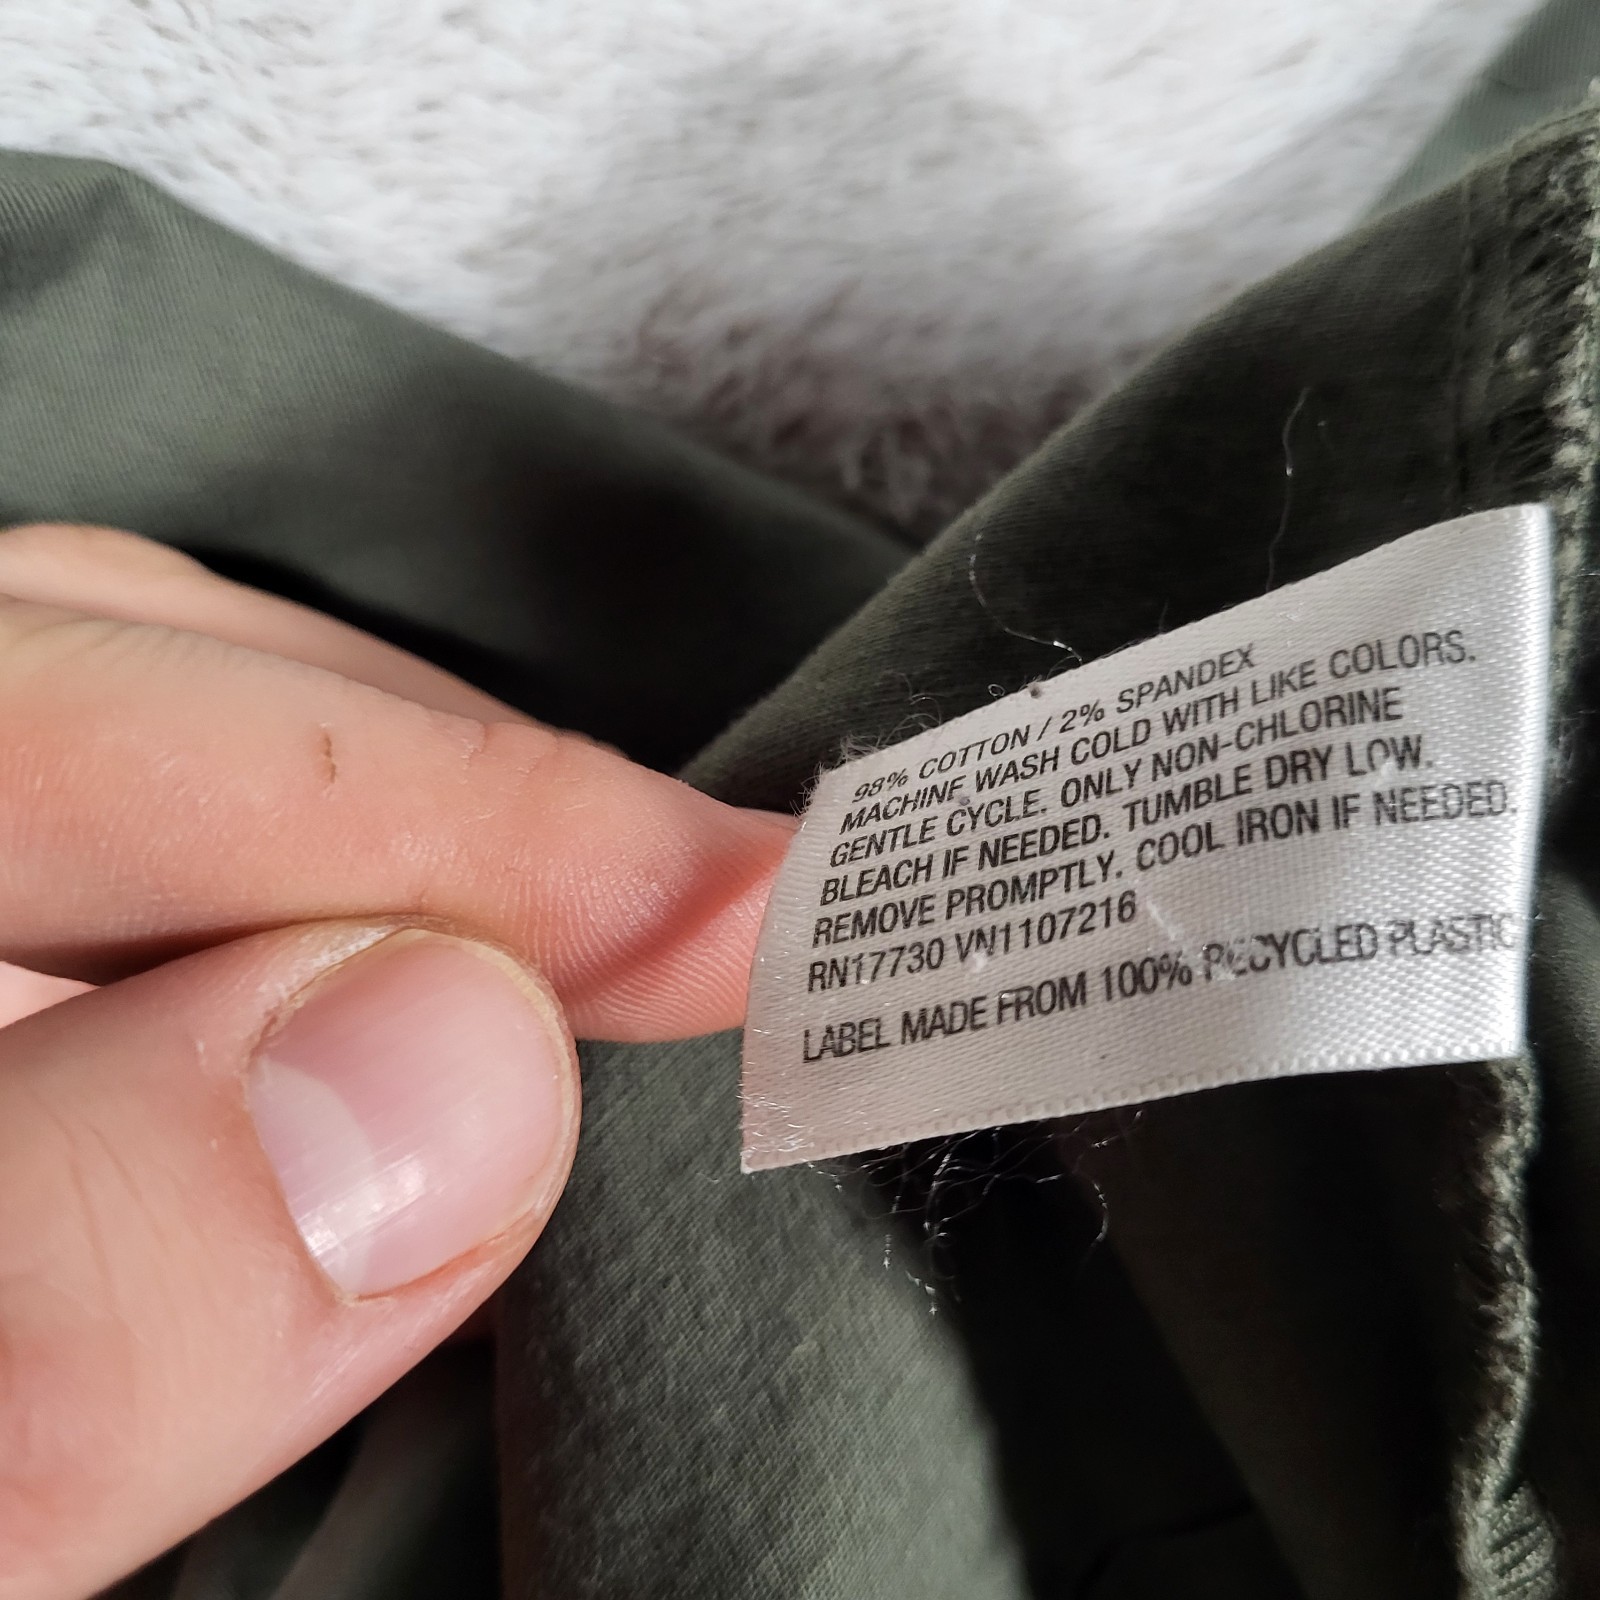 98% COTTON / 2% SPANDEX
MACHINE WASH COLD WITH LIKE COLORS.
GENTLE CYCLE. ONLY NON-CHLORINE
BLEACH IF NEEDED. TUMBLE DRY LOW.
REMOVE PROMPTLY. COOL IRON IF NEEDED.
RN17730 VN1107216
LABEL MADE FROM 100% RECYCLED PLASTIC